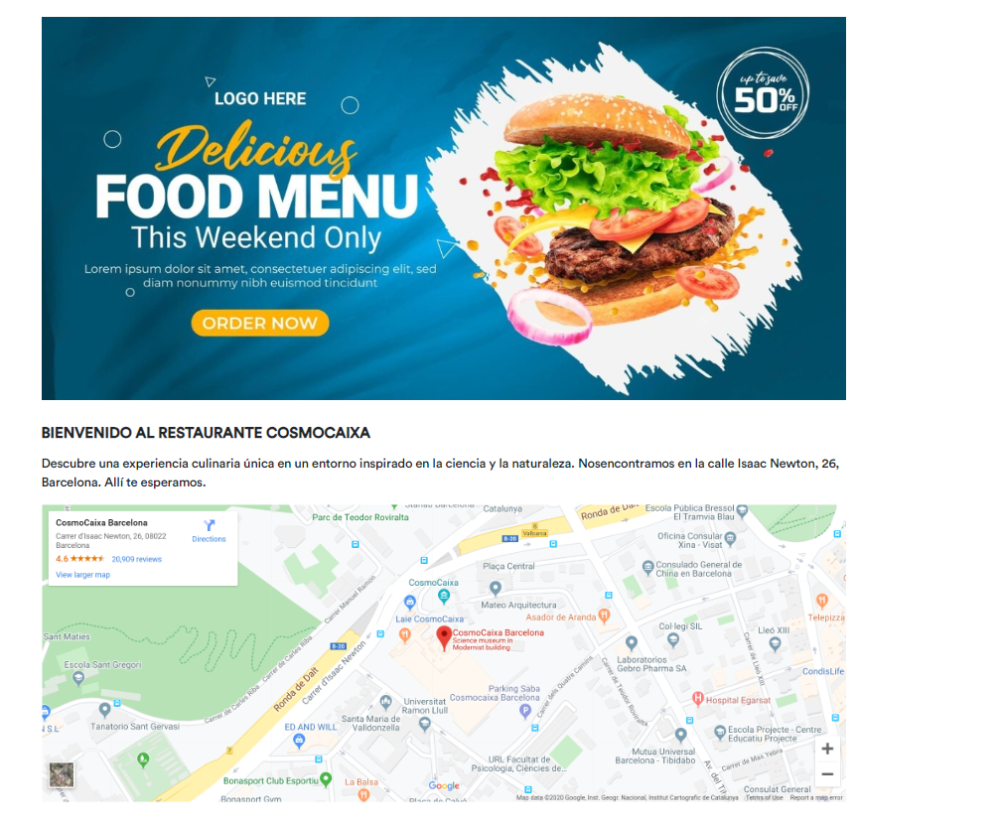 up to save
50% OFF
LOGO HERE
Delicious
FOOD MENU
This Weekend Only
Lorem ipsum dolor sit amet, consectetuer adipiscing elit, sed
diam nonummy nibh euismod tincidunt
ORDER NOW
BIENVENIDO AL RESTAURANTE COSMOCAIXA
Descubre una experiencia culinaria única en un entorno inspirado en la ciencia y la naturaleza. Nosencontramos en la calle Isaac Newton, 26,
Barcelona. Allí te esperamos.
CosmoCaixa Barcelona
Carrer d'Isaac Newton, 26, 08022
Barcelona
4.6
20,909 reviews
View larger map
Directions
Parc de Teodor Roviralta
Catalunya
Ronda de Dalt
Escola Pública Bressol
El Tramvia Blau
6
Vallcarca
B-20
Oficina Consular
Xina - Visat
Plaça Central
Consulado General de
China en Barcelona
CosmoCaixa
Mateo Arquitectura
Carrer Manuel Ramon
Laie CosmoCaixa
Asador de Aranda
Telepizza
CosmoCaixa Barcelona
Science museum in
Modernist building
Col·legi SIL
Lleó XIII
Sant Maties
B-20
Escola Sant Gregori
Carrer de Carles Riba
Carrer de Carles Riba
Ronda de Dalt
Carrer d'Isaac Newton
Laboratorios
Gebro Pharma SA
Carrer de Lleó XIII
CondisLife
Parking Saba
Cosmocaixa Barcelona
Carrer dels Quatre Camins
Carrer de Teodor Roviralta
Hospital Egarsat
N S L
Tanatorio Sant Gervasi
Universitat
Ramon Llull
Santa Maria de
Valldonzella
ED AND WILL
Escola Projecte - Centre
Educatiu Projecte
7
Mutua Universal
Barcelona - Tibidabo
Carrer de Mas Yebra
URL Facultat de
Psicologia, Ciències de...
Bonasport Club Esportiu
La Balsa
Google
Av. del Ti
Consulat General
Bonasport Gym
Map data ©2020 Google, Inst. Geogr. Nacional, Institut Cartogràfic de Catalunya
Terms of Use
Report a map error